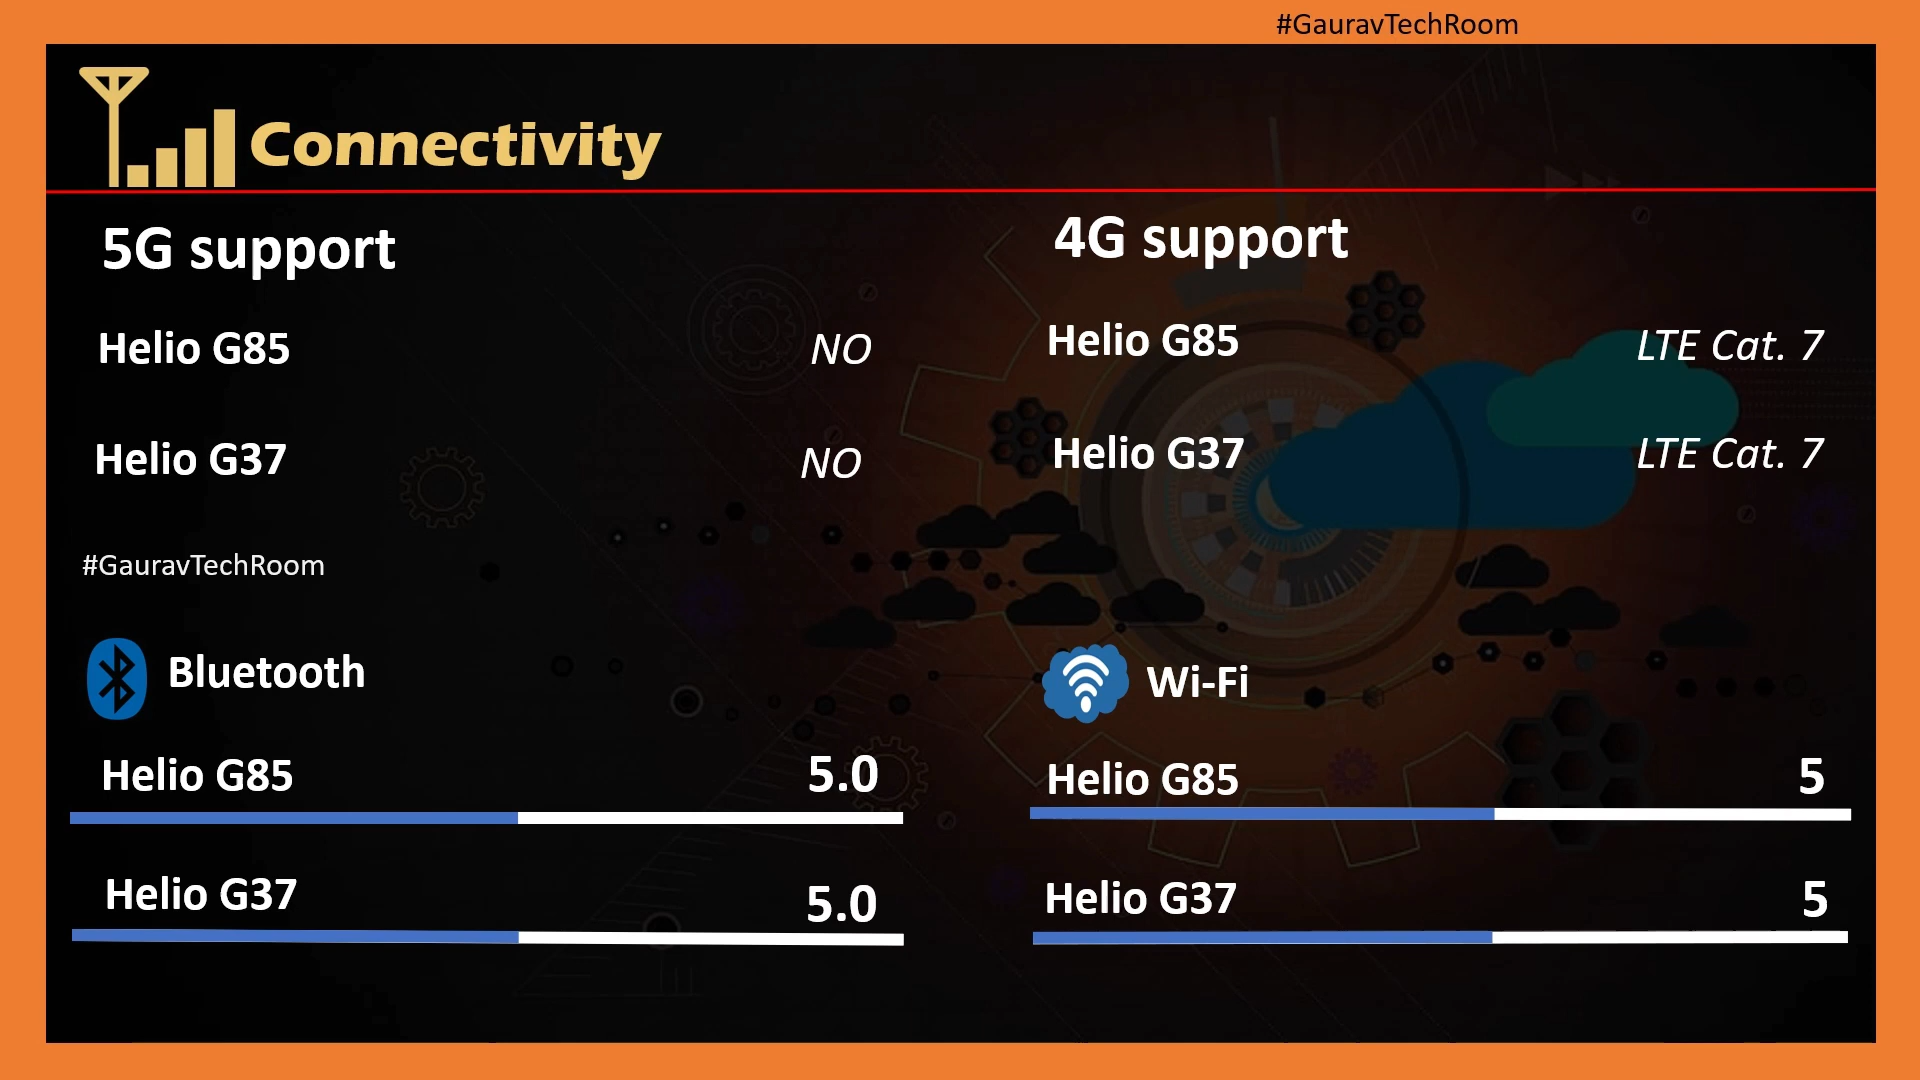 #GauravTechRoom
Connectivity
5G support
Helio G85 NO
Helio G37 NO
4G support
Helio G85 LTE Cat. 7
Helio G37 LTE Cat. 7
#GauravTechRoom
Bluetooth
Helio G85 5.0
Helio G37 5.0
Wi-Fi
Helio G85 5
Helio G37 5